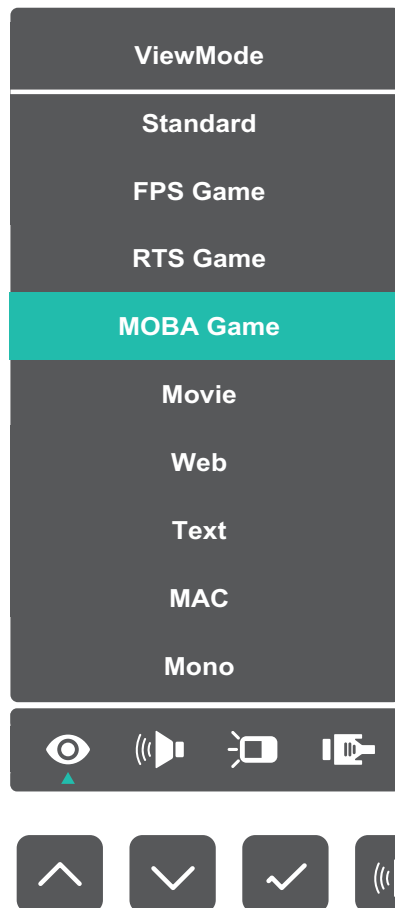 ViewMode
Standard
FPS Game
RTS Game
MOBA Game
Movie
Web
Text
MAC
Mono